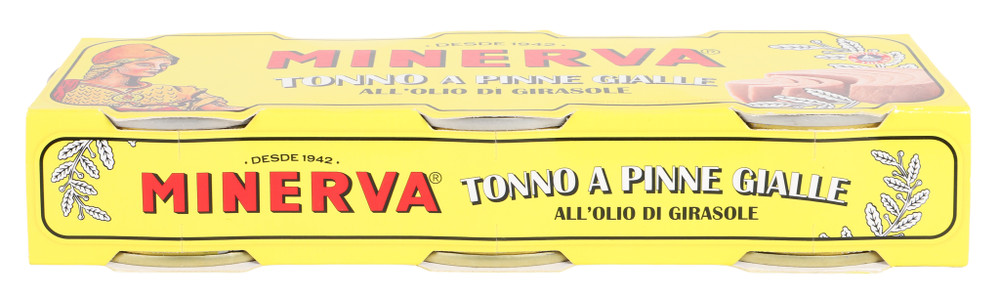 · DESDE 1942 ·
MINERVA®
TONNO A PINNE GIALLE
ALL'OLIO DI GIRASOLE
· DESDE 1942 ·
MINERVA®
TONNO A PINNE GIALLE
ALL'OLIO DI GIRASOLE